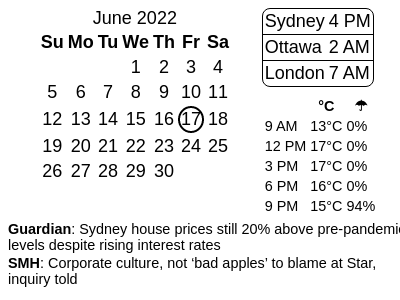 June 2022
Su Mo Tu We Th Fr Sa
1 2 3 4
5 6 7 8 9 10 11
12 13 14 15 16 17 18
19 20 21 22 23 24 25
26 27 28 29 30
Sydney 4 PM
Ottawa 2 AM
London 7 AM
°C ☂
9 AM 13°C 0%
12 PM 17°C 0%
3 PM 17°C 0%
6 PM 16°C 0%
9 PM 15°C 94%
Guardian: Sydney house prices still 20% above pre-pandemic
levels despite rising interest rates
SMH: Corporate culture, not ‘bad apples’ to blame at Star,
inquiry told